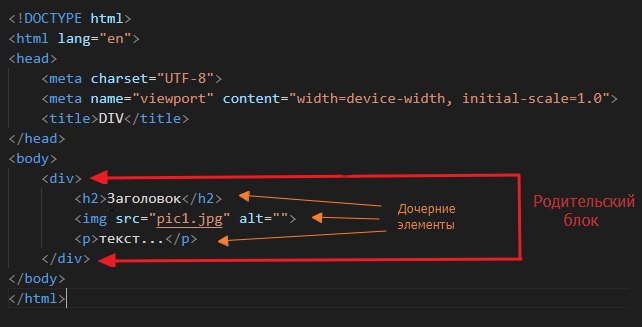 <!DOCTYPE html>
<html lang="en">
<head>
<meta charset="UTF-8">
<meta name="viewport" content="width=device-width, initial-scale=1.0">
<title>DIV</title>
</head>
<body>
<div>
<h2>Заголовок</h2>
<img src="pic1.jpg" alt="">
<p>текст...</p>
</div>
</body>
</html>
Дочерние
элементы
Родительский
блок